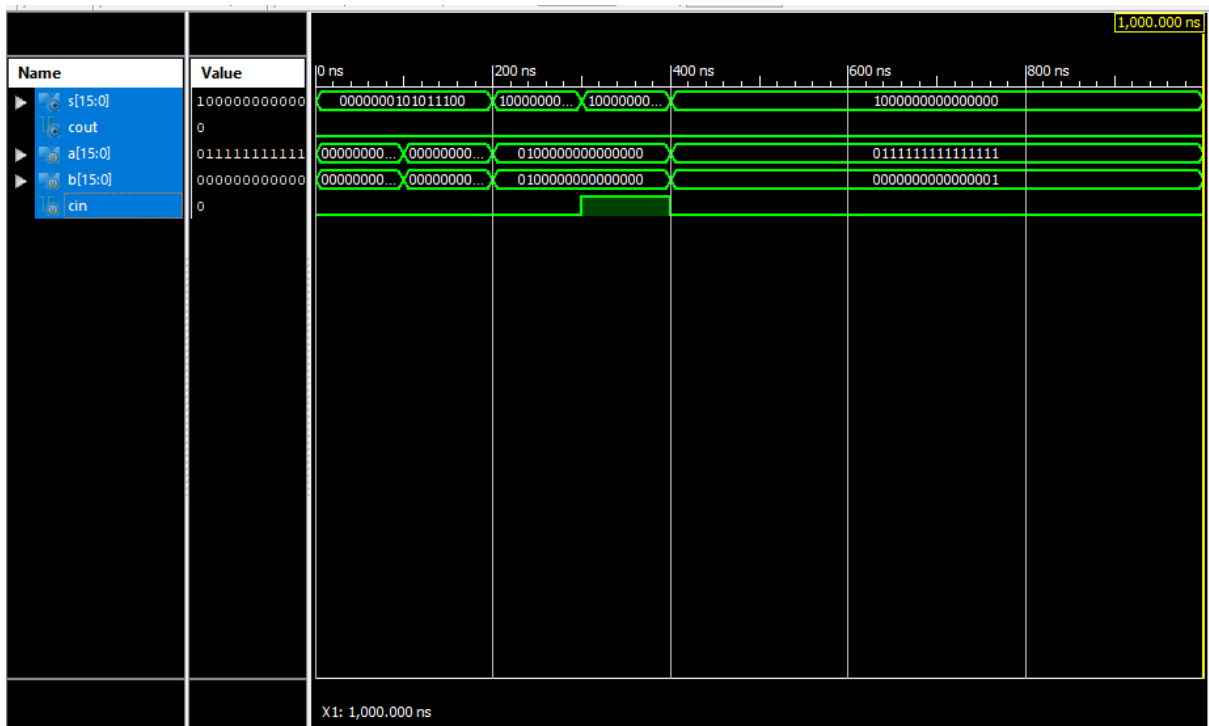 1,000.000 ns
Name Value 0 ns 200 ns 400 ns 600 ns 800 ns
s[15:0] 100000000000 0000000101011100 10000000... 10000000... 1000000000000000
cout 0
a[15:0] 011111111111 00000000... 00000000... 0100000000000000 0111111111111111
b[15:0] 000000000000 00000000... 00000000... 0100000000000000 0000000000000001
cin 0
X1: 1,000.000 ns